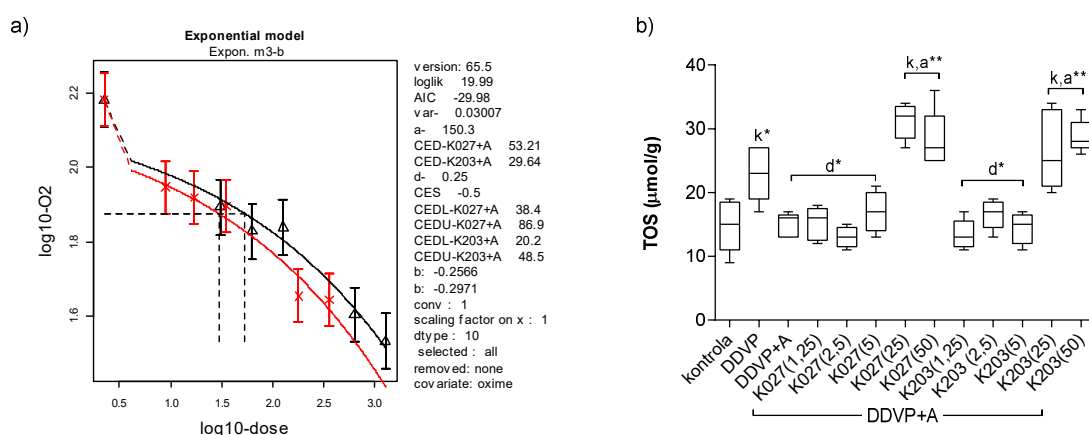 a)
Exponential model
Expon. m3-b
log10-O2
2.2
2.0
1.8
1.6
0.5 1.0 1.5 2.0 2.5 3.0
log10-dose
version: 65.5
loglik 19.99
AIC -29.98
var- 0.03007
a- 150.3
CED-K027+A 53.21
CED-K203+A 29.64
d- 0.25
CES -0.5
CEDL-K027+A 38.4
CEDU-K027+A 86.9
CEDL-K203+A 20.2
CEDU-K203+A 48.5
b: -0.2566
b: -0.2971
conv : 1
scaling factor on x : 1
dtype : 10
selected : all
removed: none
covariate: oxime
b)
TOS (µmol/g)
40
30
20
10
0
k*
d*
k,a**
d*
k,a**
kontrola
DDVP
DDVP+A
K027(1,25)
K027(2,5)
K027(5)
K027(25)
K027(50)
K203(1,25)
K203 (2,5)
K203(5)
K203(25)
K203(50)
DDVP+A